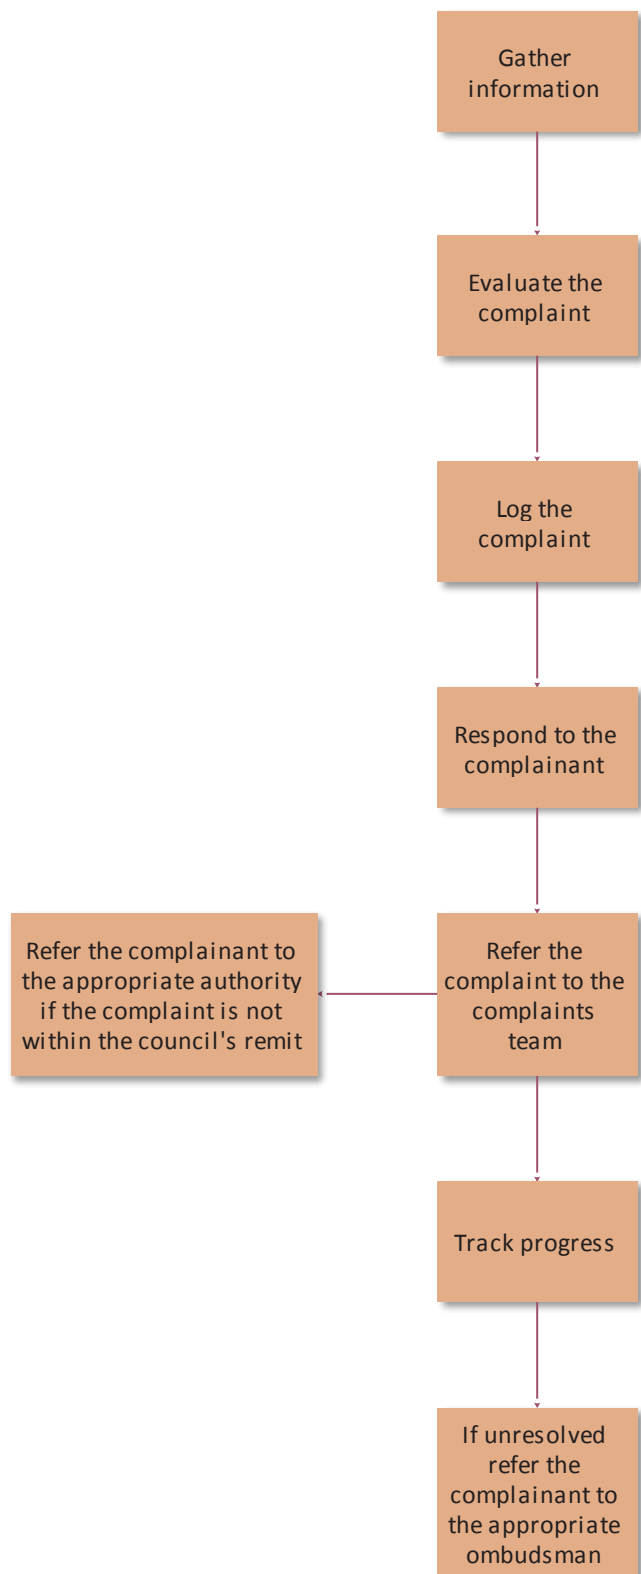 Gather
information
Evaluate the
complaint
Log the
complaint
Respond to the
complainant
Refer the complainant to
the appropriate authority
if the complaint is not
within the council's remit
Refer the
complaint to the
complaints
team
Track progress
If unresolved
refer the
complainant to
the appropriate
ombudsman